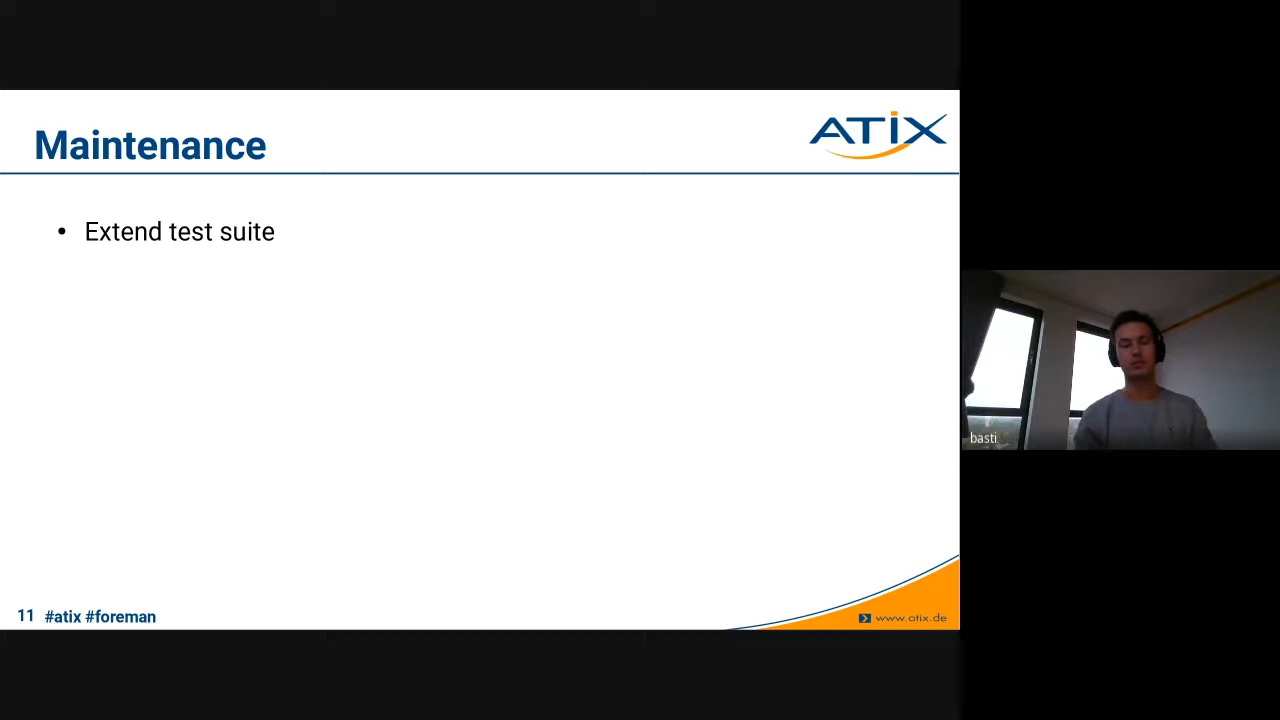 Maintenance
ATIX
• Extend test suite
basti
11 #atix #foreman
www.atix.de